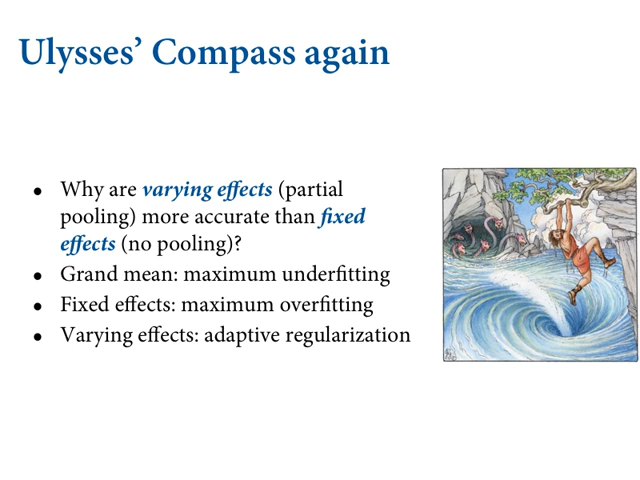 Ulysses’ Compass again
• Why are varying effects (partial
pooling) more accurate than fixed
effects (no pooling)?
• Grand mean: maximum underfitting
• Fixed effects: maximum overfitting
• Varying effects: adaptive regularization